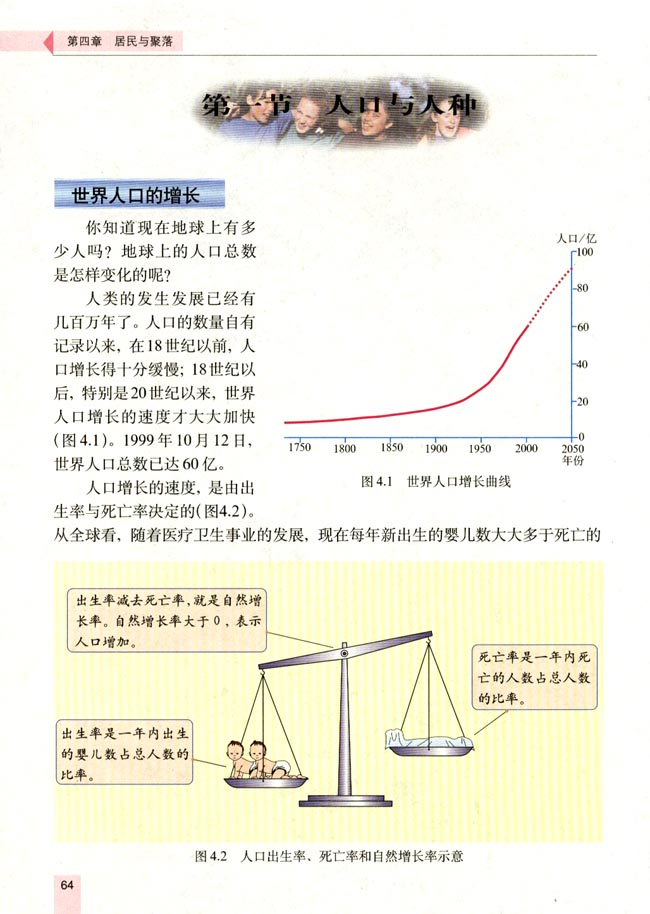 第四章 居民与聚落
第一节 人口与人种
世界人口的增长
你知道现在地球上有多
少人吗？地球上的人口总数
是怎样变化的呢？
人类的发生发展已经有
几百万年了。人口的数量自有
记录以来，在18世纪以前，人
口增长得十分缓慢；18世纪以
后，特别是20世纪以来，世界
人口增长的速度才大大加快
（图4.1）。1999年10月12日，
世界人口总数已达60亿。
人口增长的速度，是由出
生率与死亡率决定的（图4.2）。
从全球看，随着医疗卫生事业的发展，现在每年新出生的婴儿数大大多于死亡的
人口/亿
100
80
60
40
20
0
1750 1800 1850 1900 1950 2000 2050
年份
图4.1 世界人口增长曲线
出生率减去死亡率，就是自然增
长率。自然增长率大于0，表示
人口增加。
死亡率是一年内死
亡的人数占总人数
的比率。
出生率是一年内出生
的婴儿数占总人数的
比率。
图4.2 人口出生率、死亡率和自然增长率示意
64